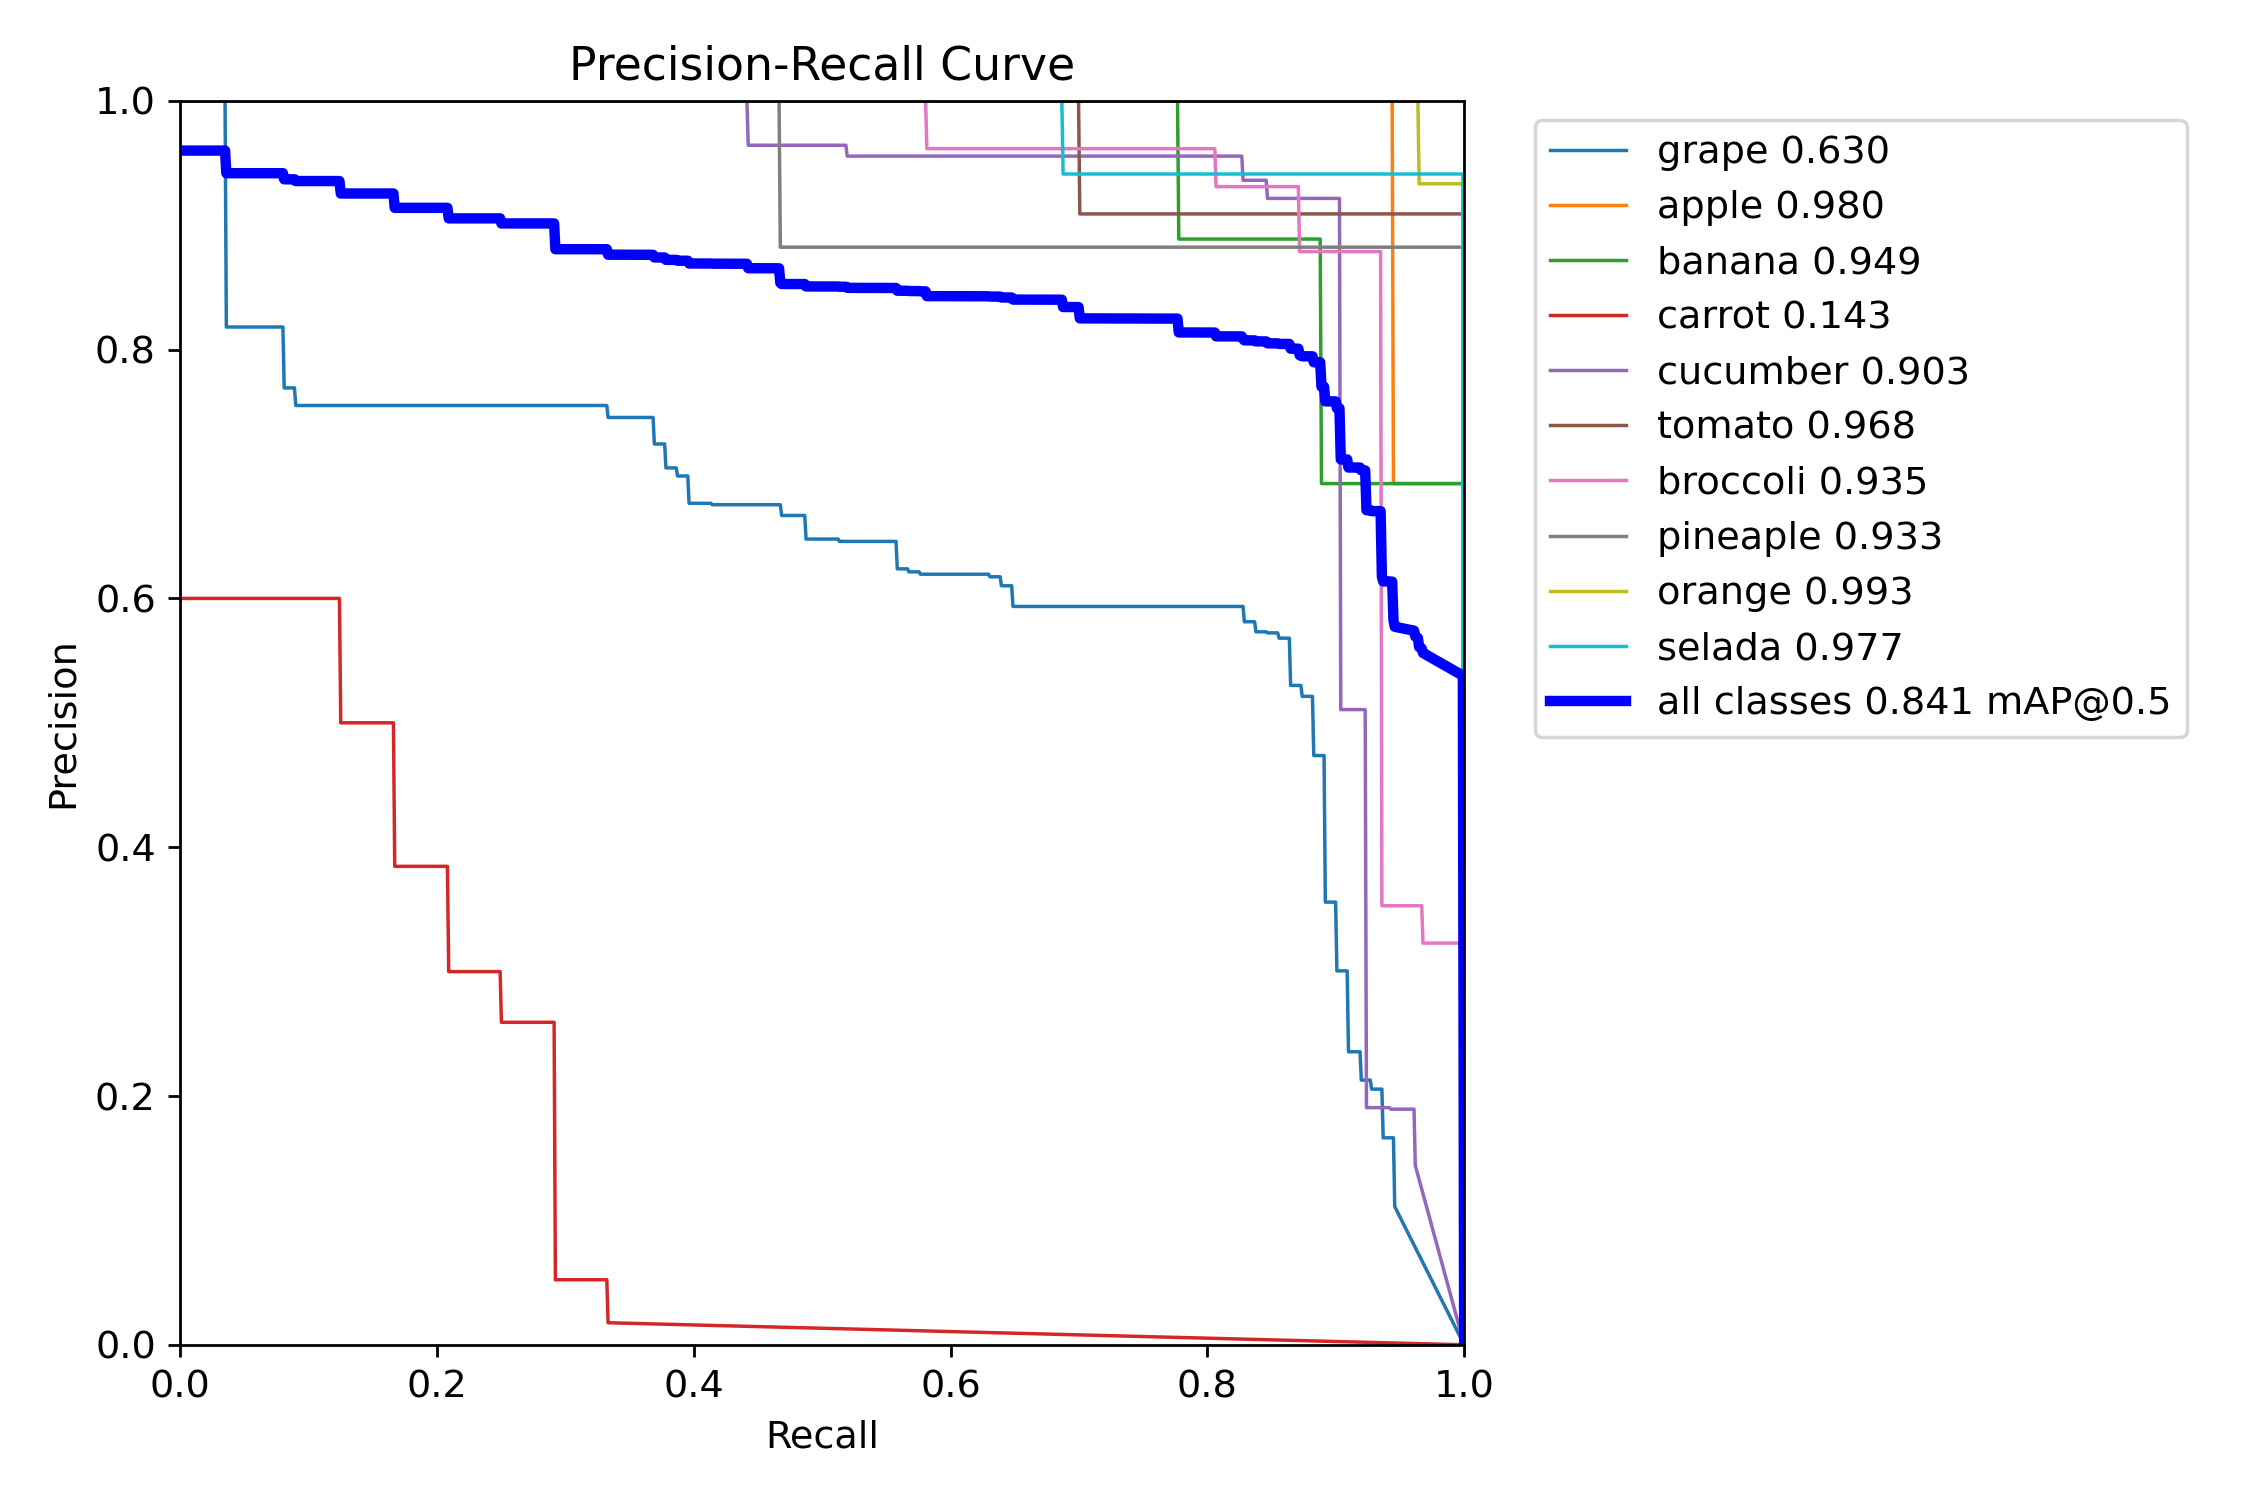 Precision-Recall Curve
1.0
0.8
0.6
0.4
0.2
0.0
Precision
0.0 0.2 0.4 0.6 0.8 1.0
Recall
grape 0.630
apple 0.980
banana 0.949
carrot 0.143
cucumber 0.903
tomato 0.968
broccoli 0.935
pineaple 0.933
orange 0.993
selada 0.977
all classes 0.841 mAP@0.5